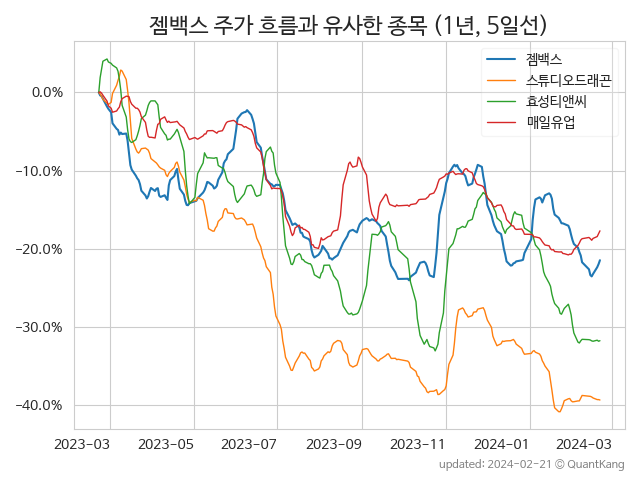 젬백스 주가 흐름과 유사한 종목 (1년, 5일선)
젬백스
스튜디오드래곤
효성티앤씨
매일유업
0.0%
−10.0%
−20.0%
−30.0%
−40.0%
2023-03 2023-05 2023-07 2023-09 2023-11 2024-01 2024-03
updated: 2024-02-21 © QuantKang